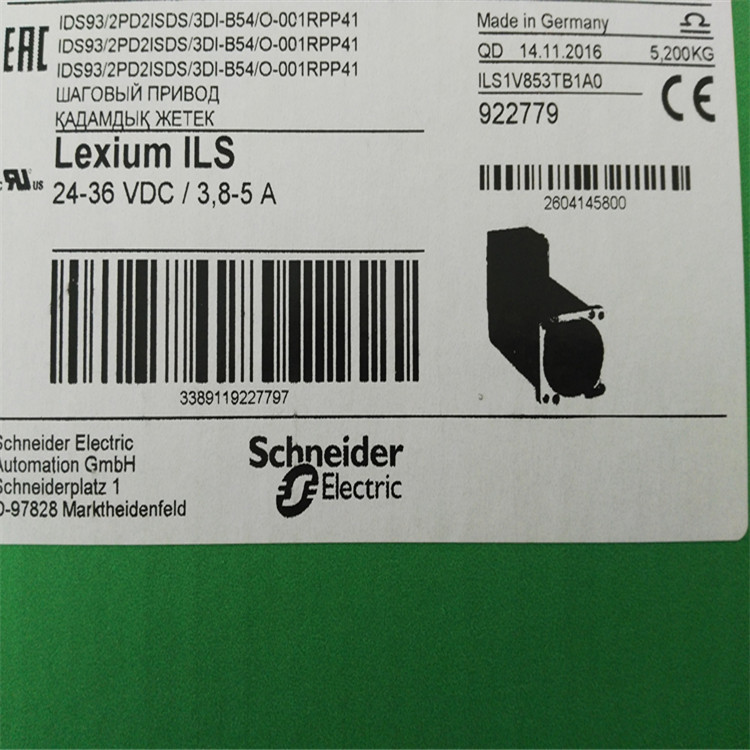 EAC
IDS93/2PD2ISDS/3DI-B54/O-001RPP41
IDS93/2PD2ISDS/3DI-B54/O-001RPP41
IDS93/2PD2ISDS/3DI-B54/O-001RPP41
ШАГОВЫЙ ПРИВОД
ҚАДАМДЫҚ ЖЕТЕК
Lexium ILS
24-36 VDC / 3,8-5 A
c RU US
3389119227797
Made in Germany
QD 14.11.2016 5,200KG
ILS1V853TB1A0
922779 CE
2604145800
Schneider Electric
Automation GmbH
Schneiderplatz 1
D-97828 Marktheidenfeld
Schneider
Electric